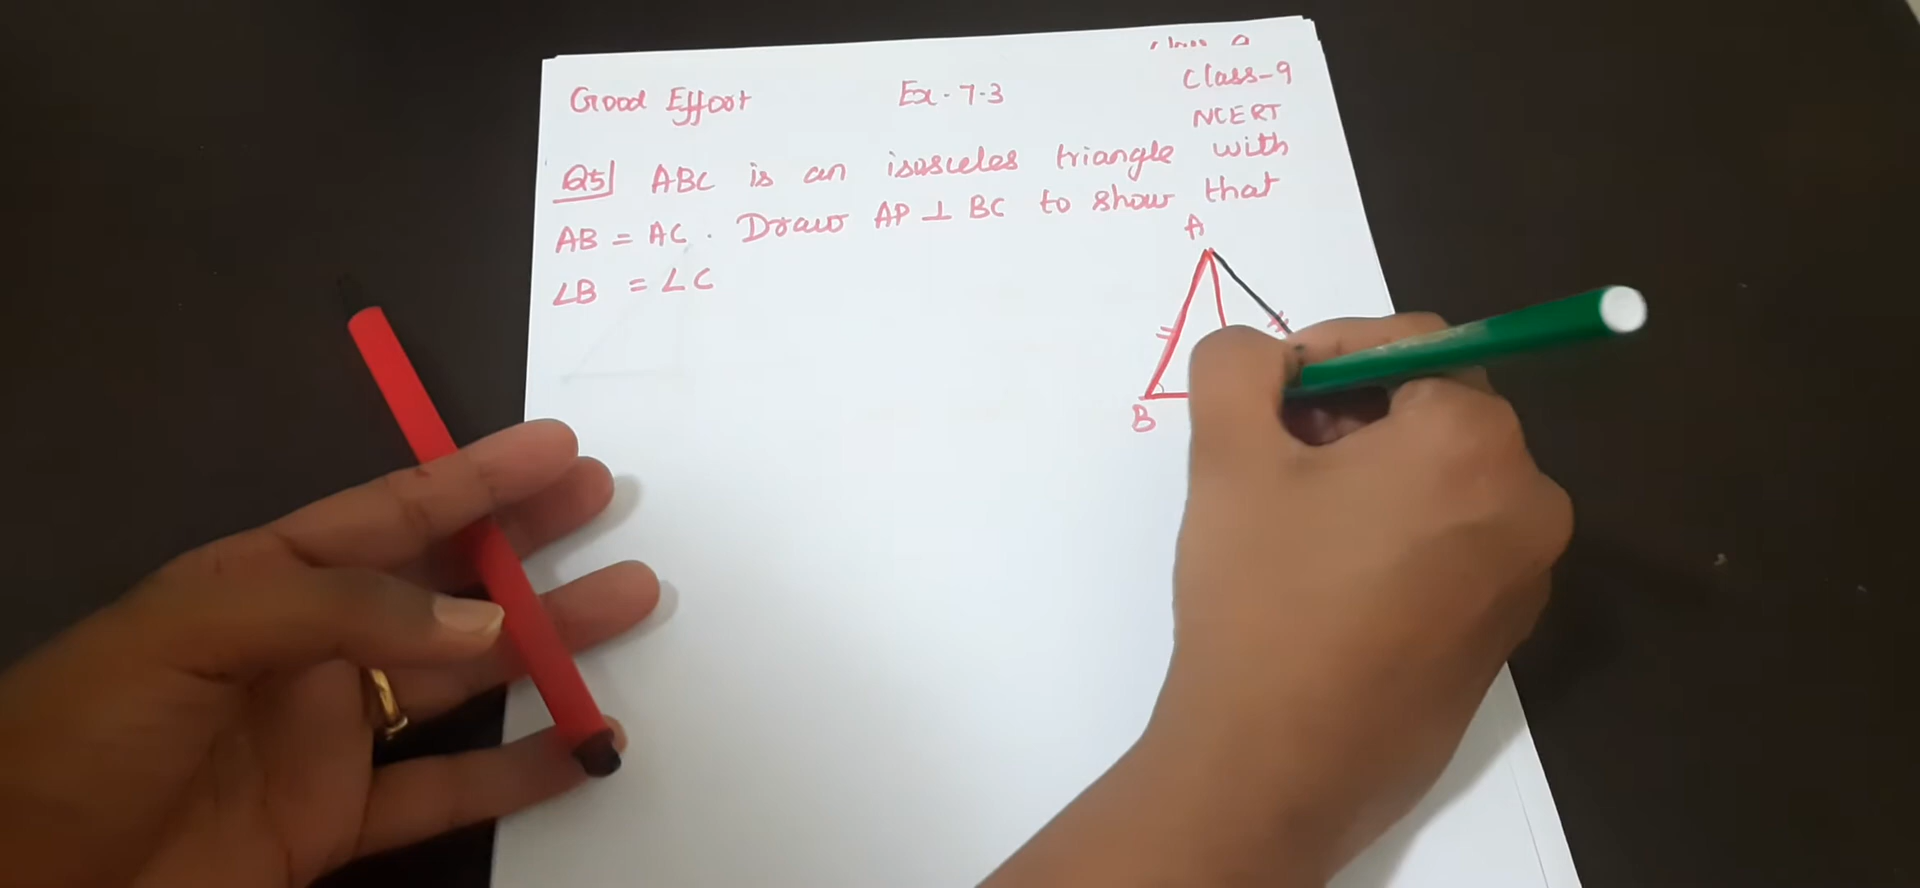 Good Effort Ex. 7.3 Class-9
NCERT
Q5| ABC is an isosceles triangle with
AB = AC. Draw AP ⊥ BC to show that
∠B = ∠C
A
B